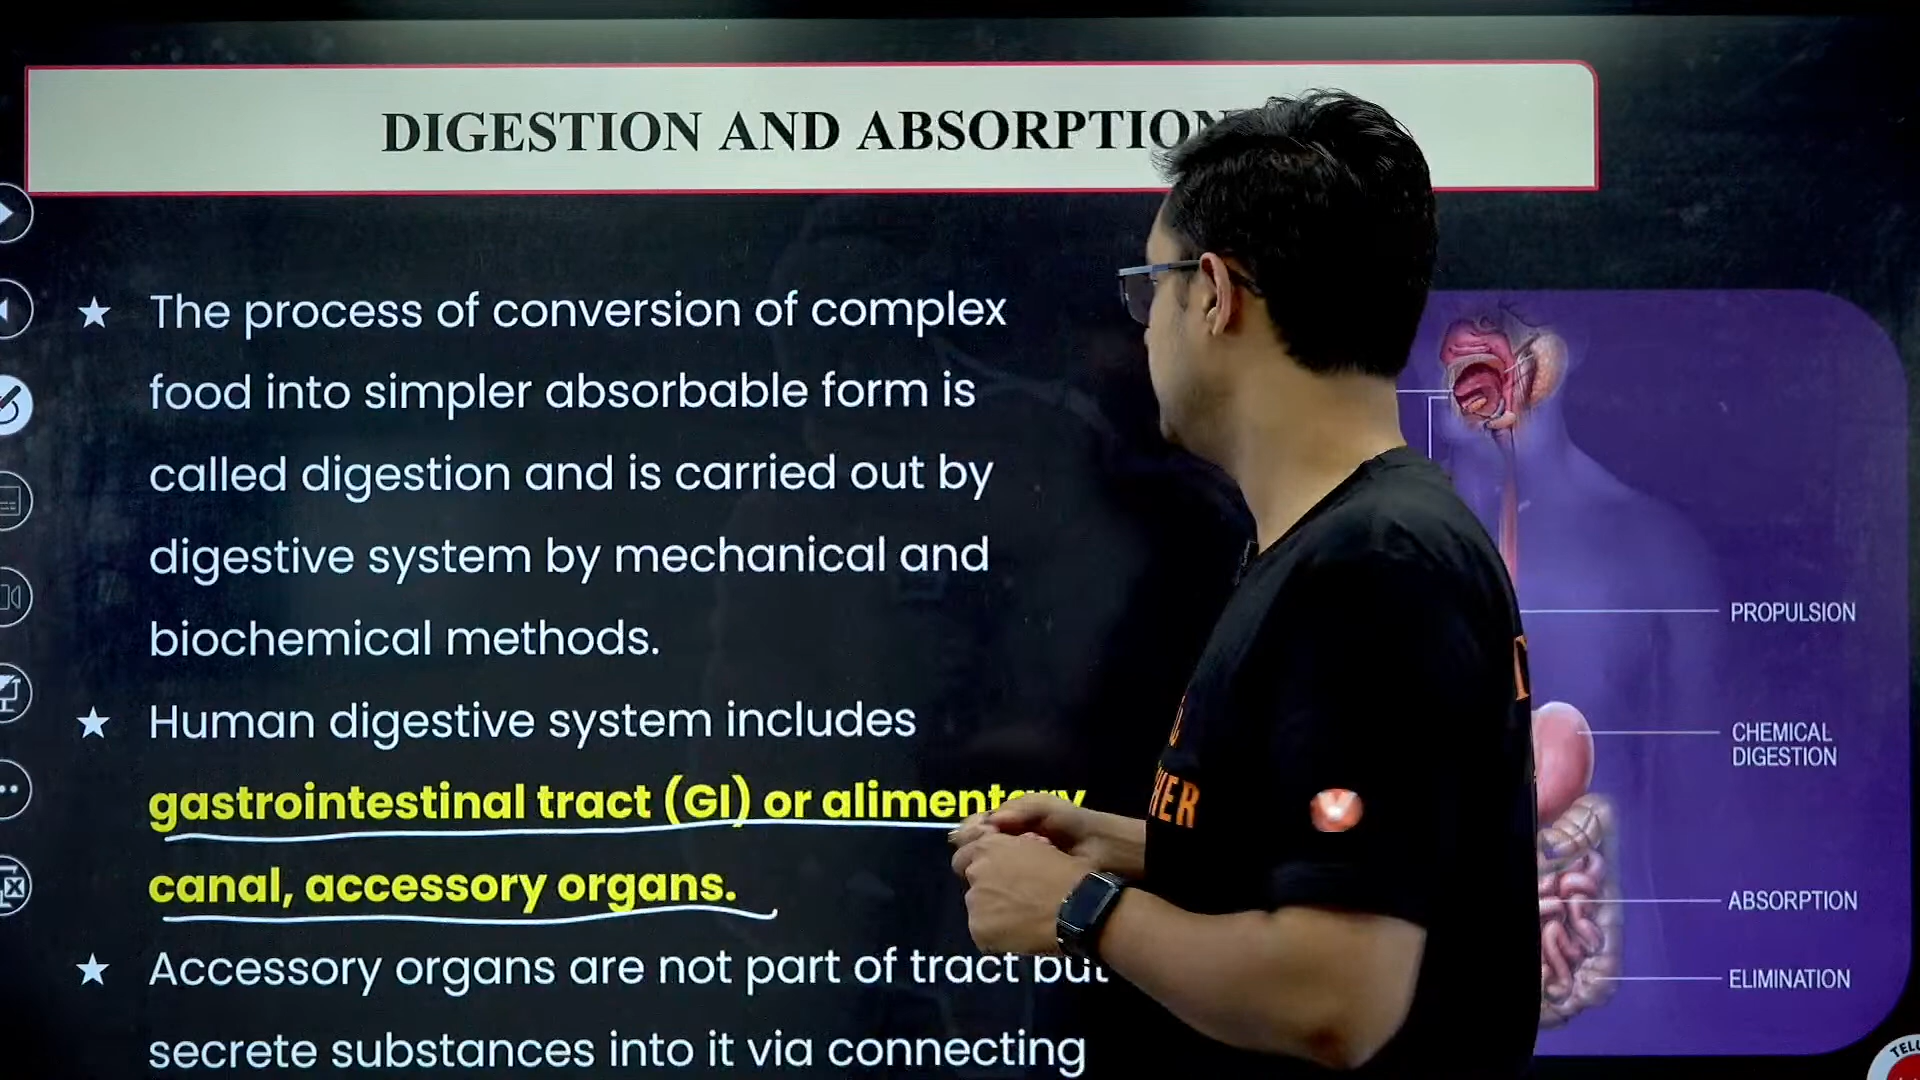 DIGESTION AND ABSORPTION
★ The process of conversion of complex
food into simpler absorbable form is
called digestion and is carried out by
digestive system by mechanical and
biochemical methods.
★ Human digestive system includes
gastrointestinal tract (GI) or alimentary
canal, accessory organs.
★ Accessory organs are not part of tract but
secrete substances into it via connecting
HER
PROPULSION
CHEMICAL
DIGESTION
ABSORPTION
ELIMINATION